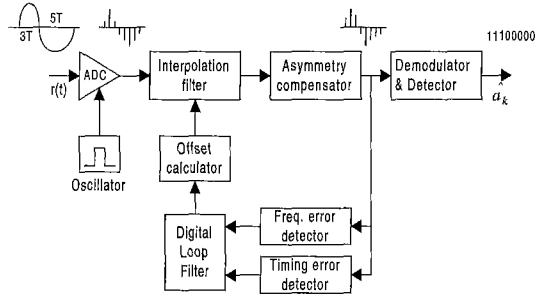 5T
3T
11100000
r(t)
ADC
Interpolation
filter
Asymmetry
compensator
Demodulator
& Detector
â_k
Oscillator
Offset
calculator
Digital
Loop
Filter
Freq. error
detector
Timing error
detector